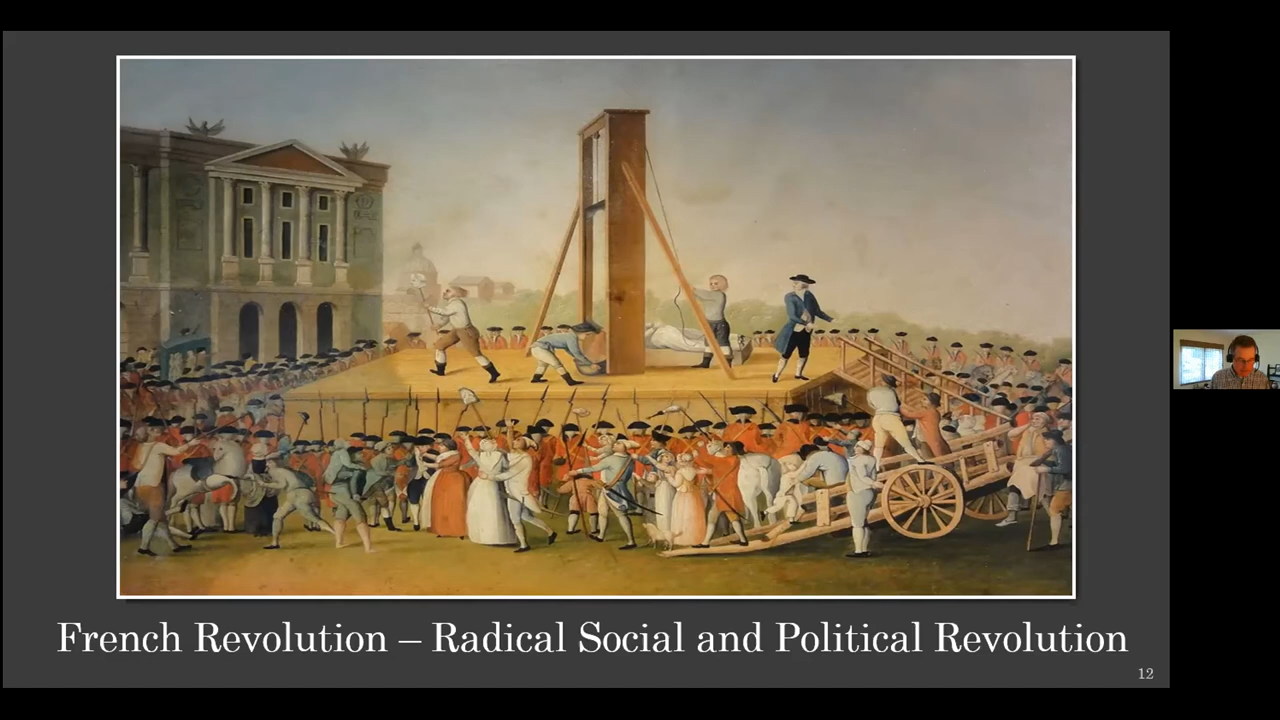 French Revolution – Radical Social and Political Revolution
12